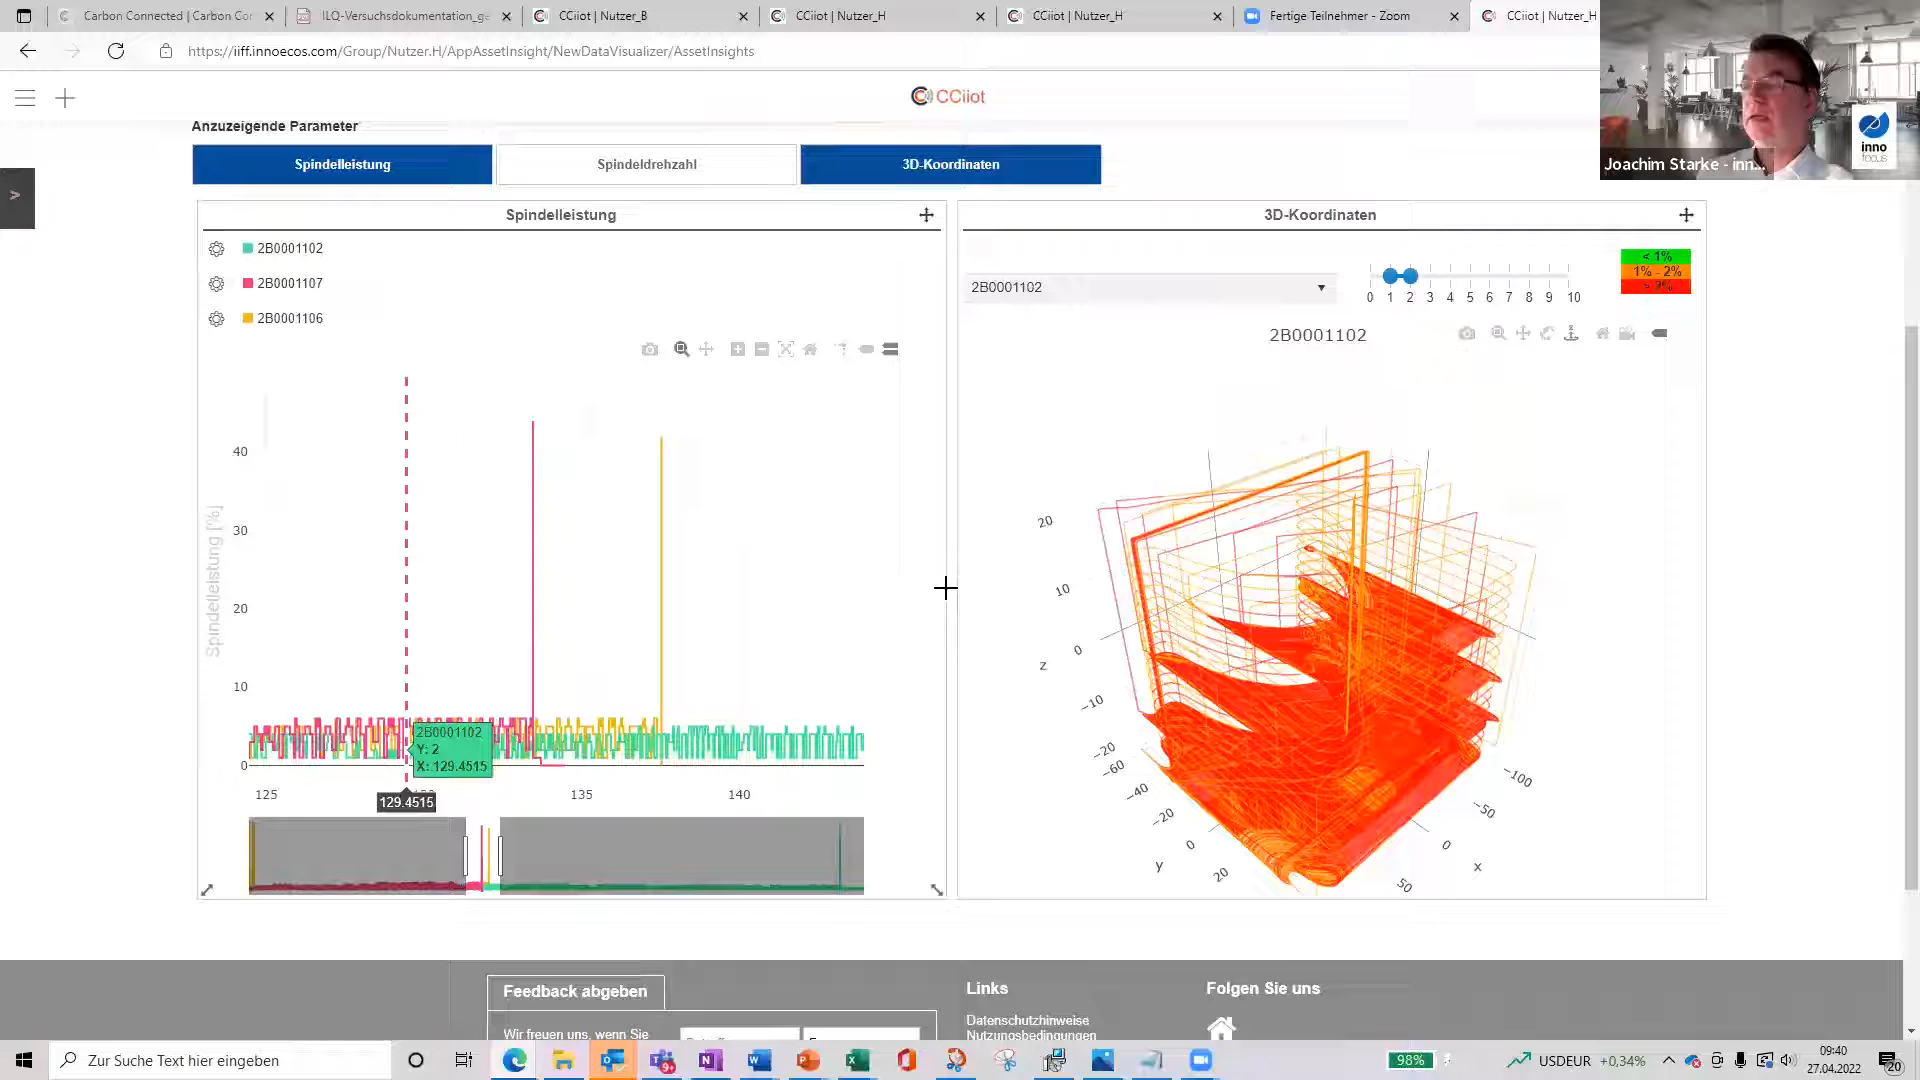 Carbon Connected | Carbon Cor
ILQ-Versuchsdokumentation_ge
CCiiot | Nutzer_B
CCiiot | Nutzer_H
CCiiot | Nutzer_H
Fertige Teilnehmer - Zoom
CCiiot | Nutzer_H
https://iiff.innoecos.com/Group/Nutzer.H/AppAssetInsight/NewDataVisualizer/AssetInsights
CCiiot
inno
focus
Joachim Starke - inn...
Anzuzeigende Parameter
Spindelleistung
Spindeldrehzahl
3D-Koordinaten
>
Spindelleistung
2B0001102
2B0001107
2B0001106
Spindelleistung [%]
40
30
20
10
0
2B0001102
Y: 2
X: 129.4515
125
135
140
129.4515
3D-Koordinaten
2B0001102
0 1 2 3 4 5 6 7 8 9 10
< 1%
1% - 2%
> 2%
2B0001102
20
10
0
−10
−20
z
−60
−40
−20
0
20
y
−100
−50
0
50
x
Feedback abgeben
Wir freuen uns, wenn Sie
Links
Datenschutzhinweise
Nutzungsbedingungen
Folgen Sie uns
Zur Suche Text hier eingeben
9+
98%
USDEUR +0,34%
09:40
27.04.2022
20